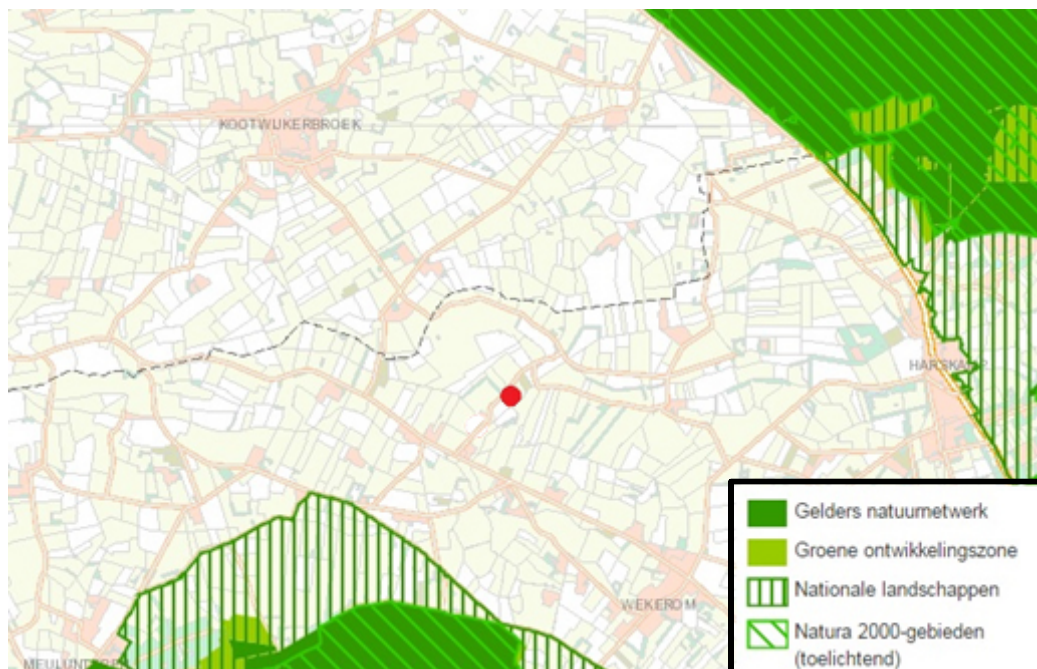 KOOTWIJKERBROEK
HARSKAMP
WEKEROM
Gelders natuurnetwerk
Groene ontwikkelingszone
Nationale landschappen
Natura 2000-gebieden
(toelichtend)